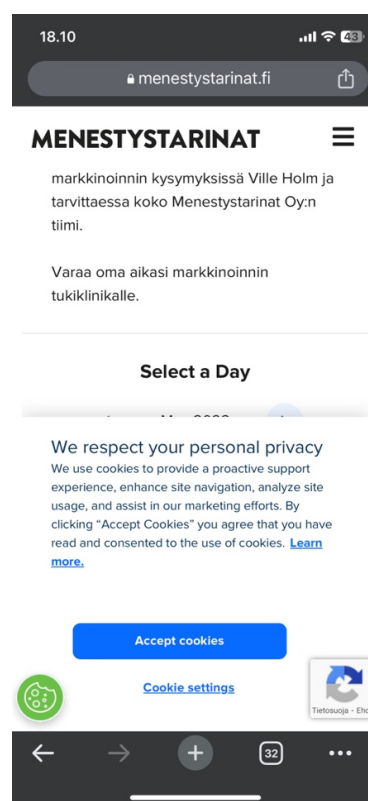 18.10
43
menestystarinat.fi
MENESTYSTARINAT
markkinoinnin kysymyksissä Ville Holm ja
tarvittaessa koko Menestystarinat Oy:n
tiimi.
Varaa oma aikasi markkinoinnin
tukiklinikalle.
Select a Day
We respect your personal privacy
We use cookies to provide a proactive support
experience, enhance site navigation, analyze site
usage, and assist in our marketing efforts. By
clicking “Accept Cookies” you agree that you have
read and consented to the use of cookies. Learn
more.
Accept cookies
Cookie settings
Tietosuoja - Eho
32